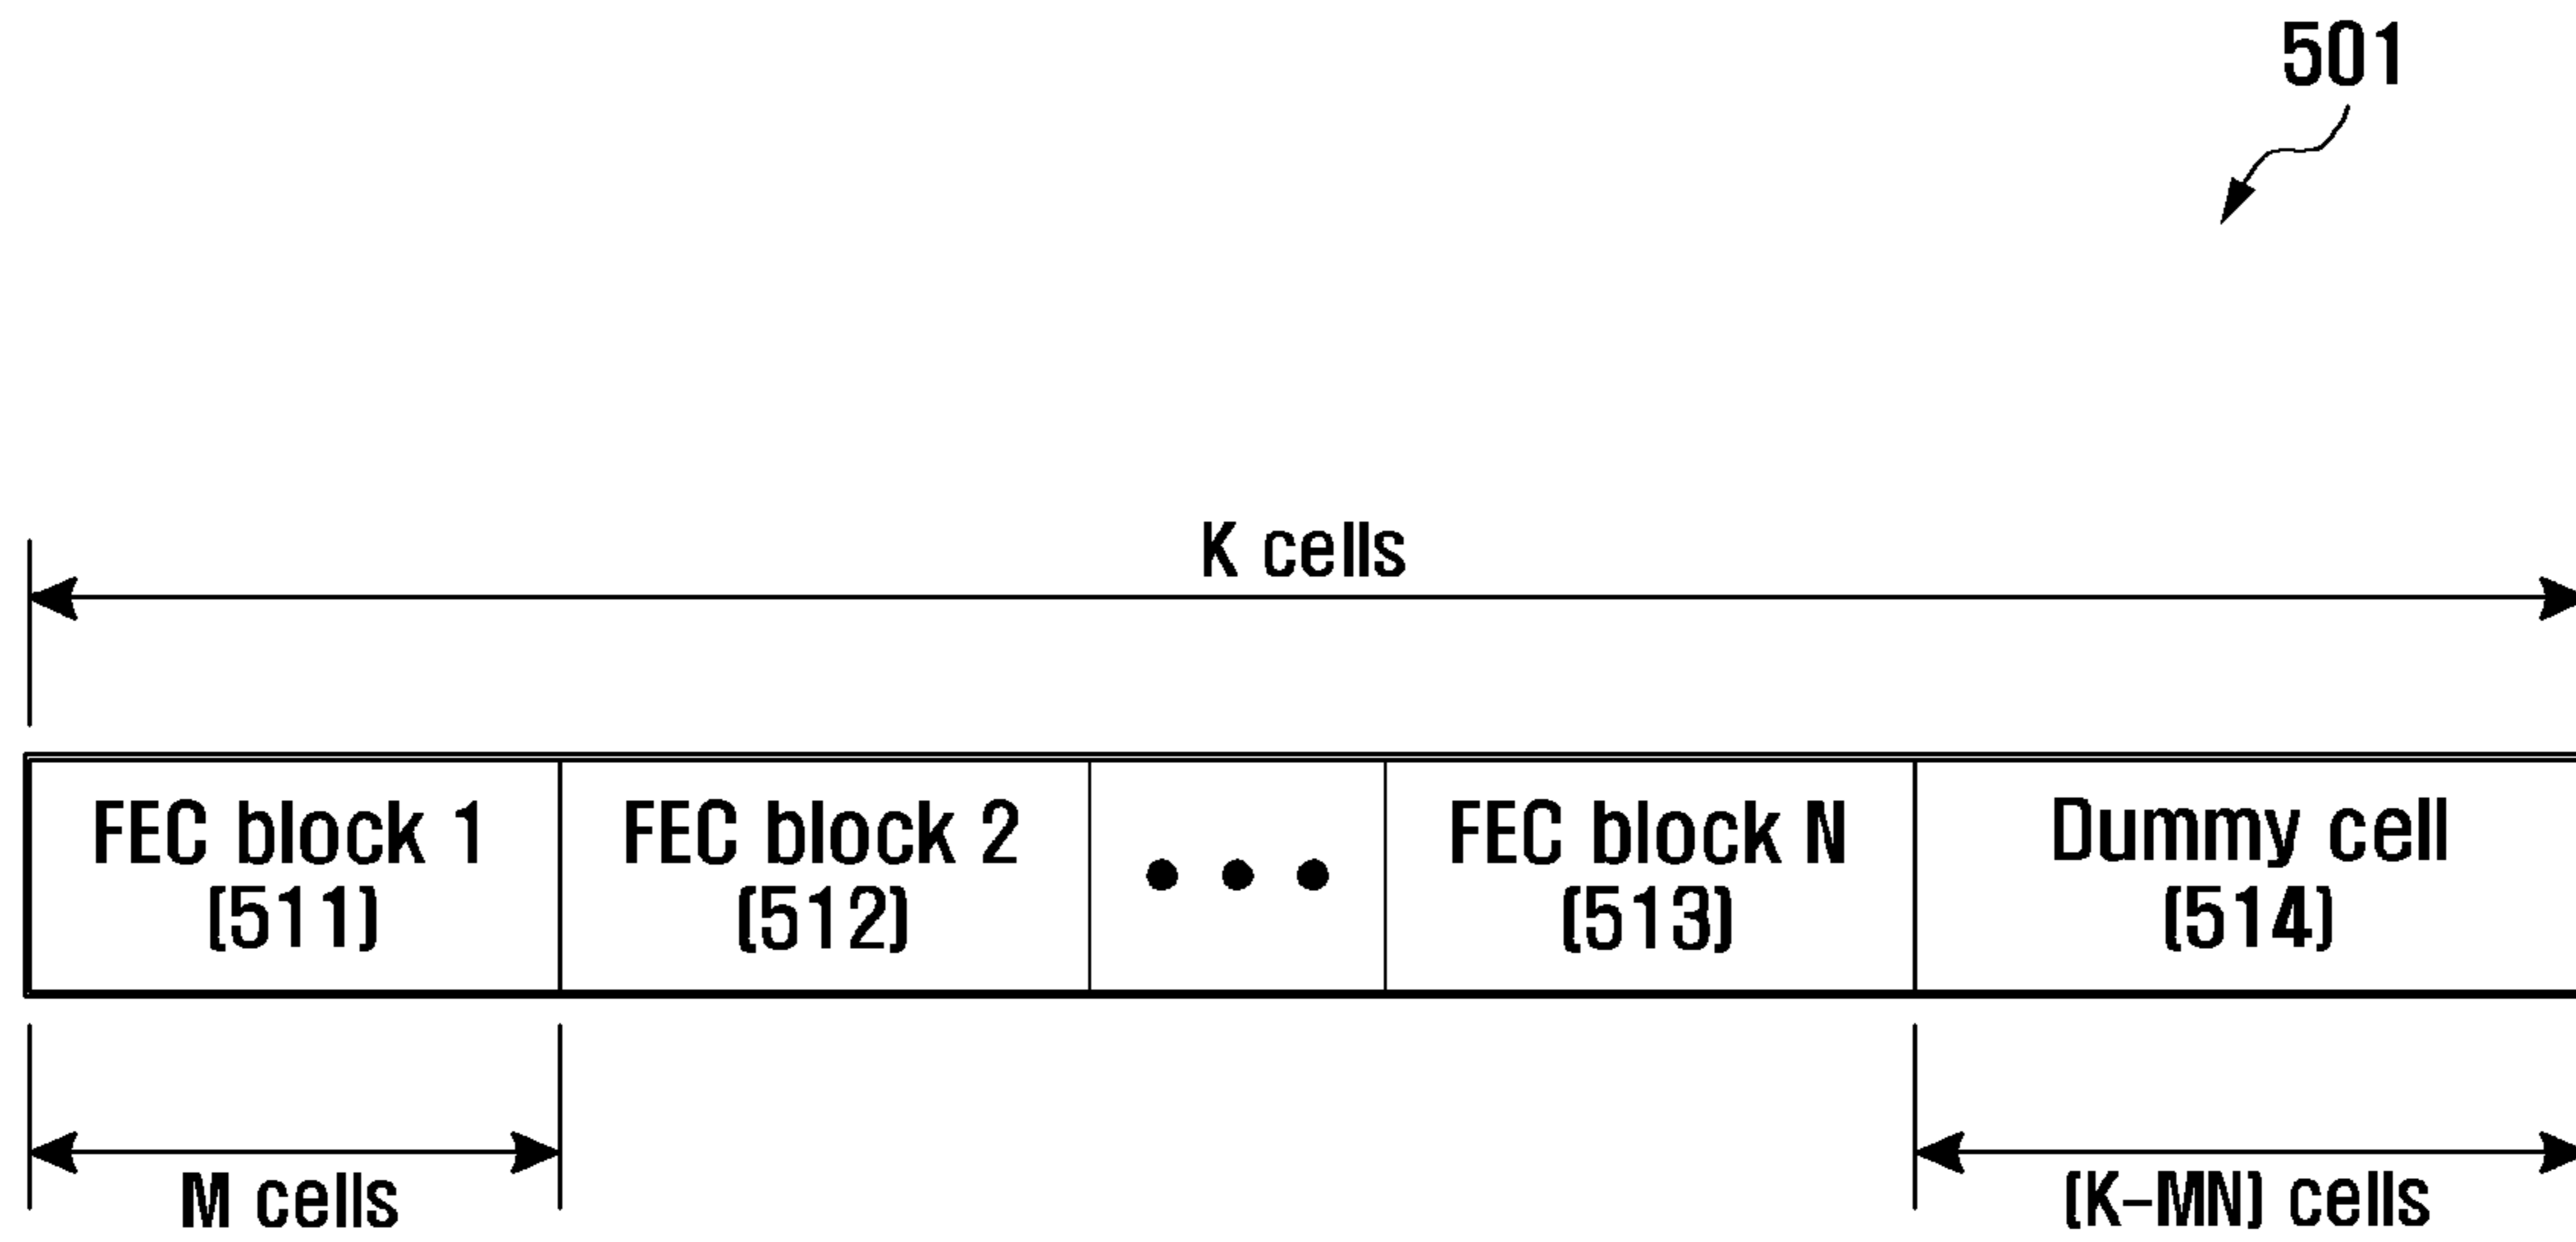 501
K cells
FEC block 1
(511)
FEC block 2
(512)
• • •
FEC block N
(513)
Dummy cell
(514)
M cells
(K-MN) cells